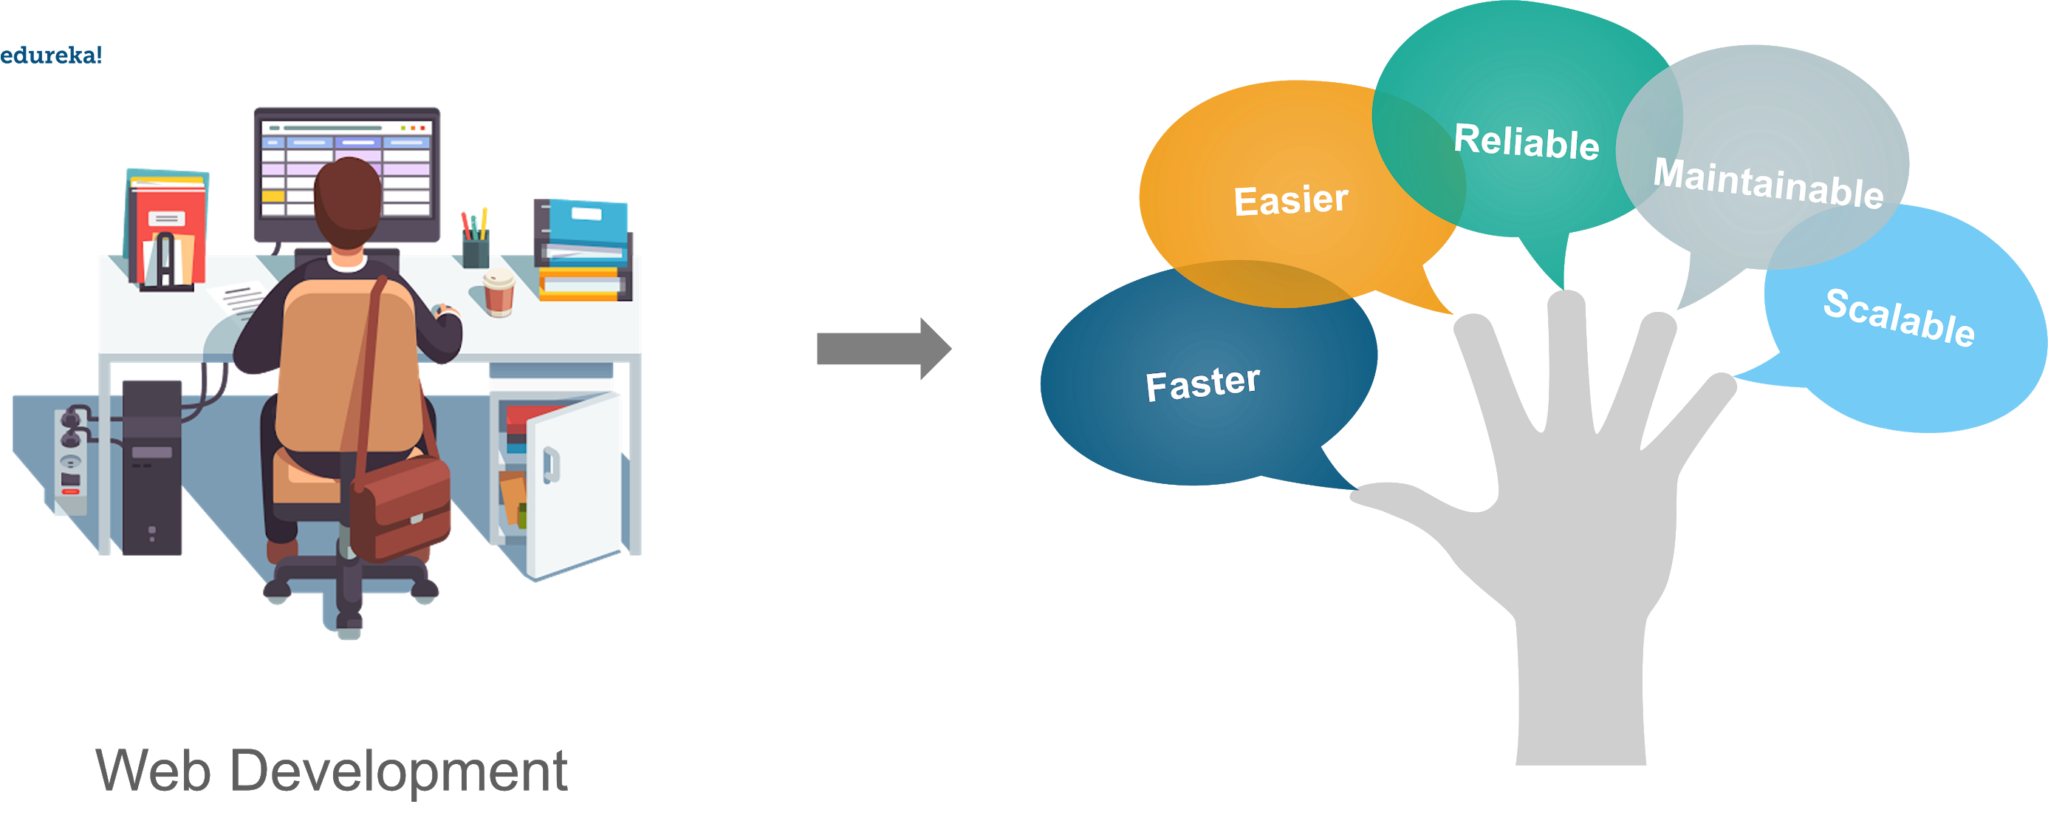 edureka!
Web Development
Faster
Easier
Reliable
Maintainable
Scalable